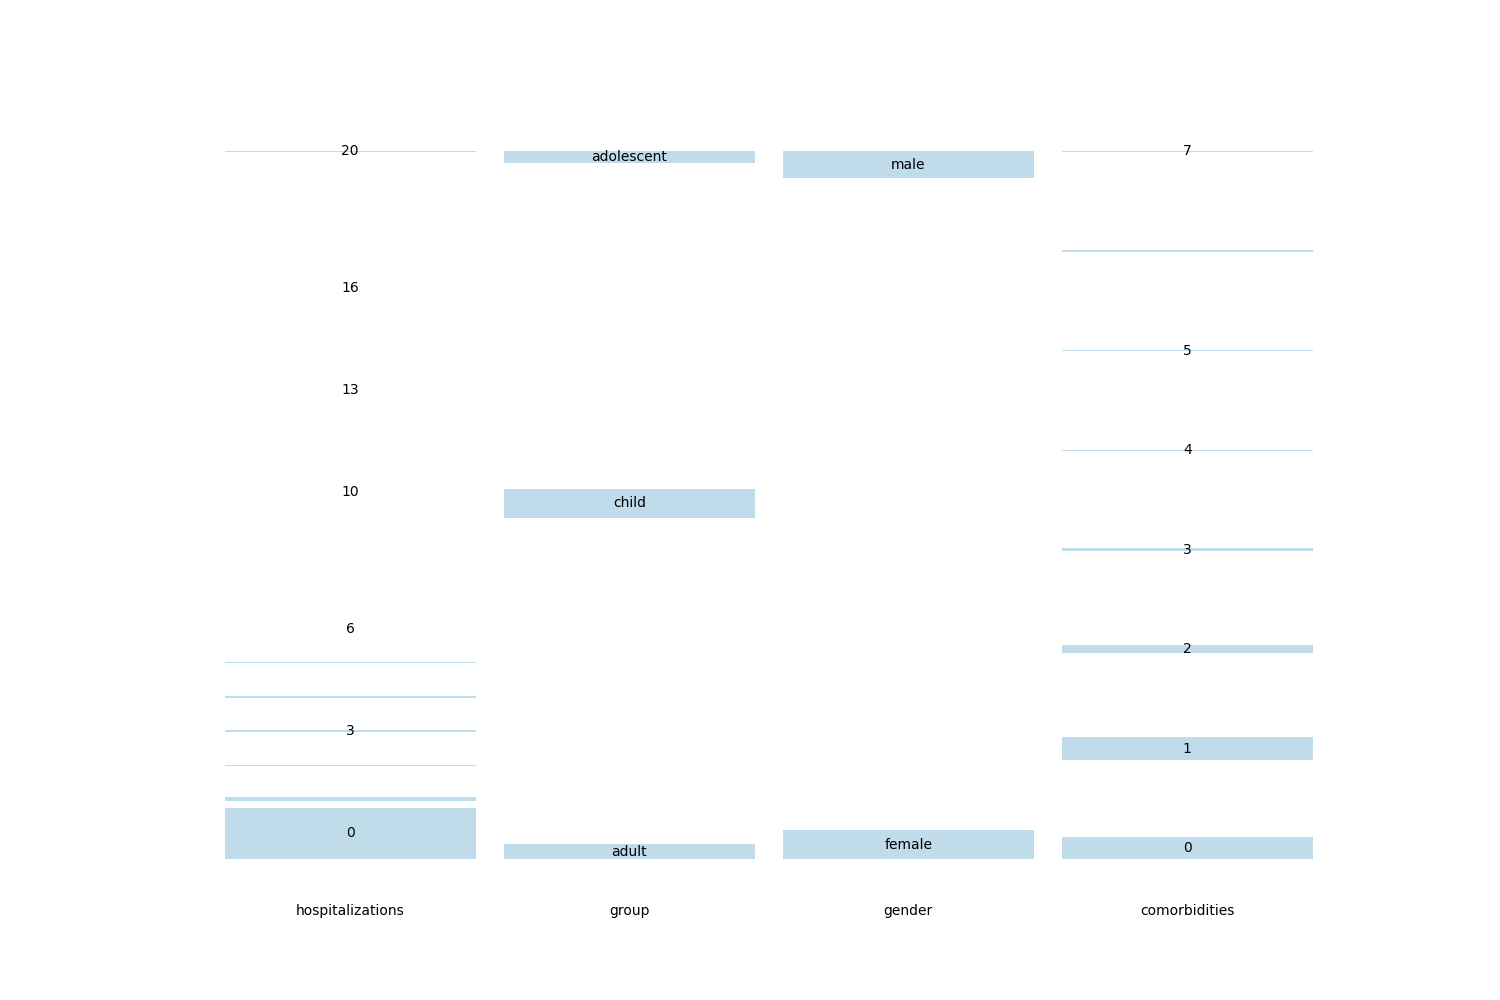 20
adolescent
male
7
16
5
13
4
10
child
3
6
2
3
1
0
adult
female
0
hospitalizations
group
gender
comorbidities